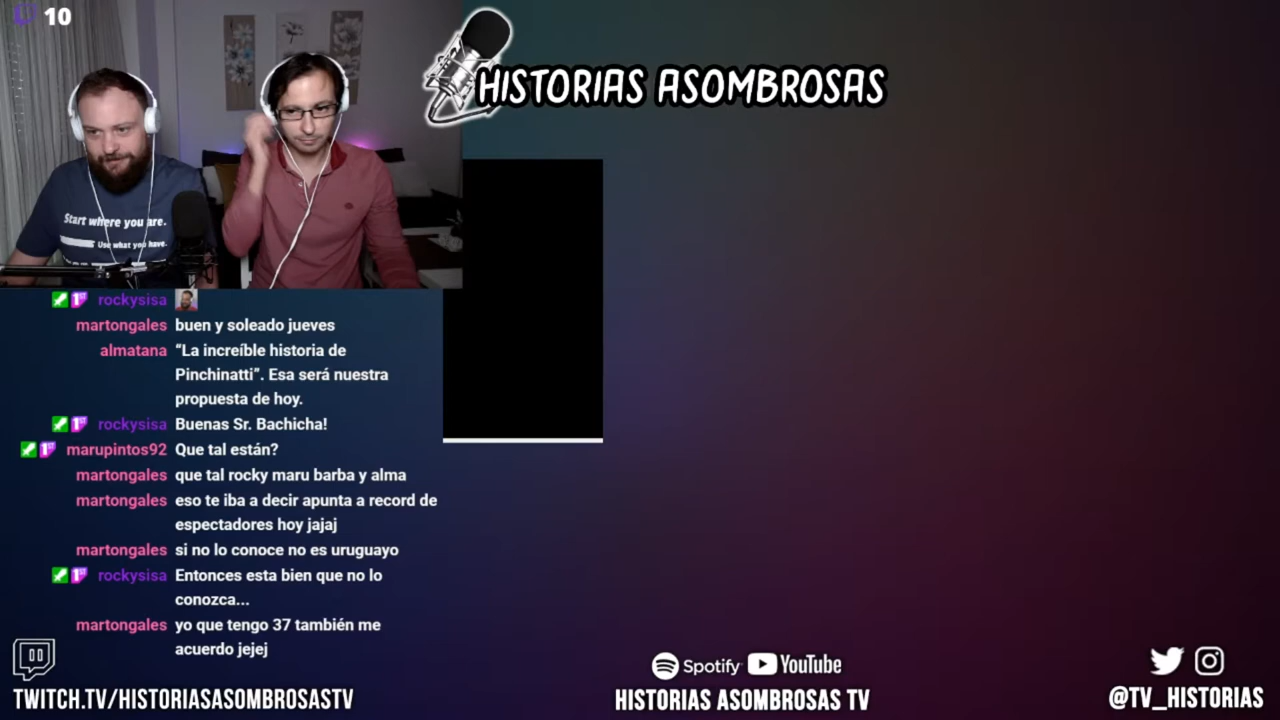 10
HISTORIAS ASOMBROSAS
Start where you are.
Use what you have.
rockysisa
martongales buen y soleado jueves
almatana “La increíble historia de
Pinchinatti”. Esa será nuestra
propuesta de hoy.
rockysisa Buenas Sr. Bachicha!
marupintos92 Que tal están?
martongales que tal rocky maru barba y alma
martongales eso te iba a decir apunta a record de
espectadores hoy jajaj
martongales si no lo conoce no es uruguayo
rockysisa Entonces esta bien que no lo
conozca...
martongales yo que tengo 37 también me
acuerdo jejej
Spotify YouTube
TWITCH.TV/HISTORIASASOMBROSASTV
HISTORIAS ASOMBROSAS TV
@TV_HISTORIAS